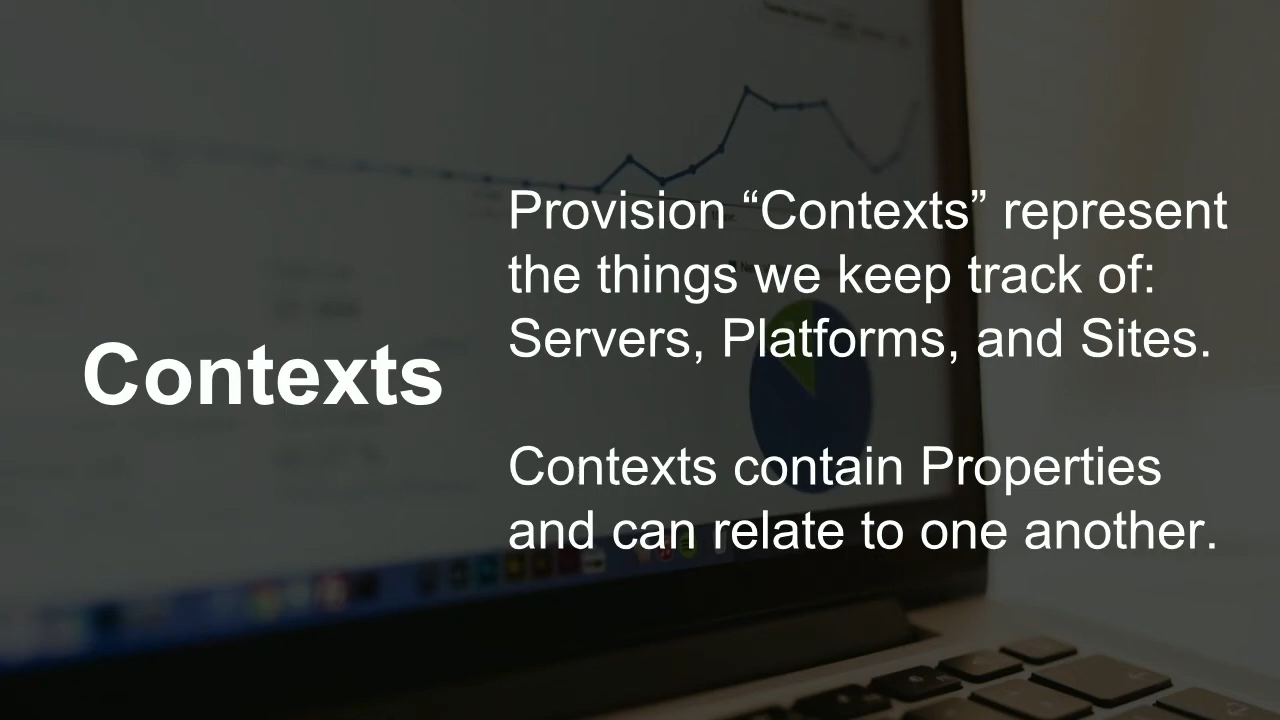 Contexts
Provision “Contexts” represent
the things we keep track of:
Servers, Platforms, and Sites.
Contexts contain Properties
and can relate to one another.